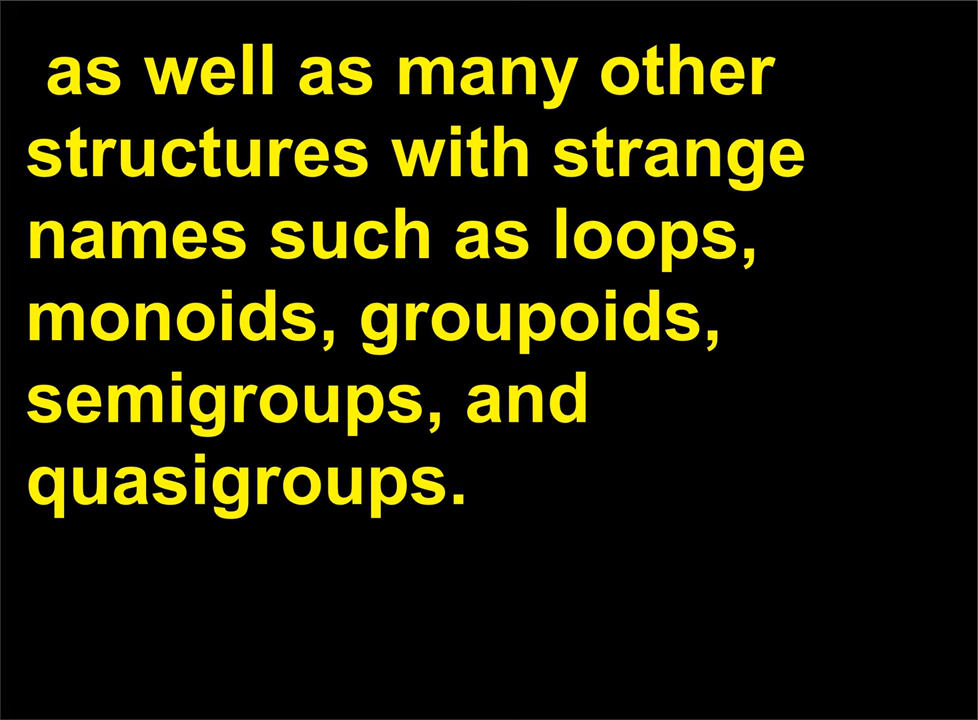 as well as many other
structures with strange
names such as loops,
monoids, groupoids,
semigroups, and
quasigroups.